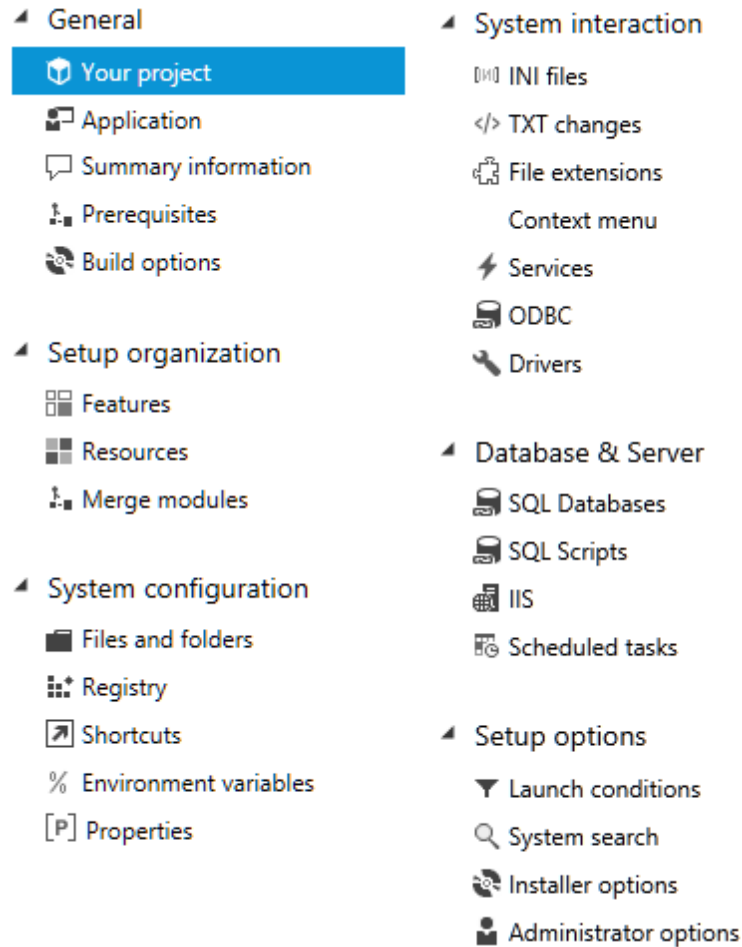 General
Your project
Application
Summary information
Prerequisites
Build options
Setup organization
Features
Resources
Merge modules
System configuration
Files and folders
Registry
Shortcuts
% Environment variables
[P] Properties
System interaction
INI files
</> TXT changes
File extensions
Context menu
Services
ODBC
Drivers
Database & Server
SQL Databases
SQL Scripts
IIS
Scheduled tasks
Setup options
Launch conditions
System search
Installer options
Administrator options